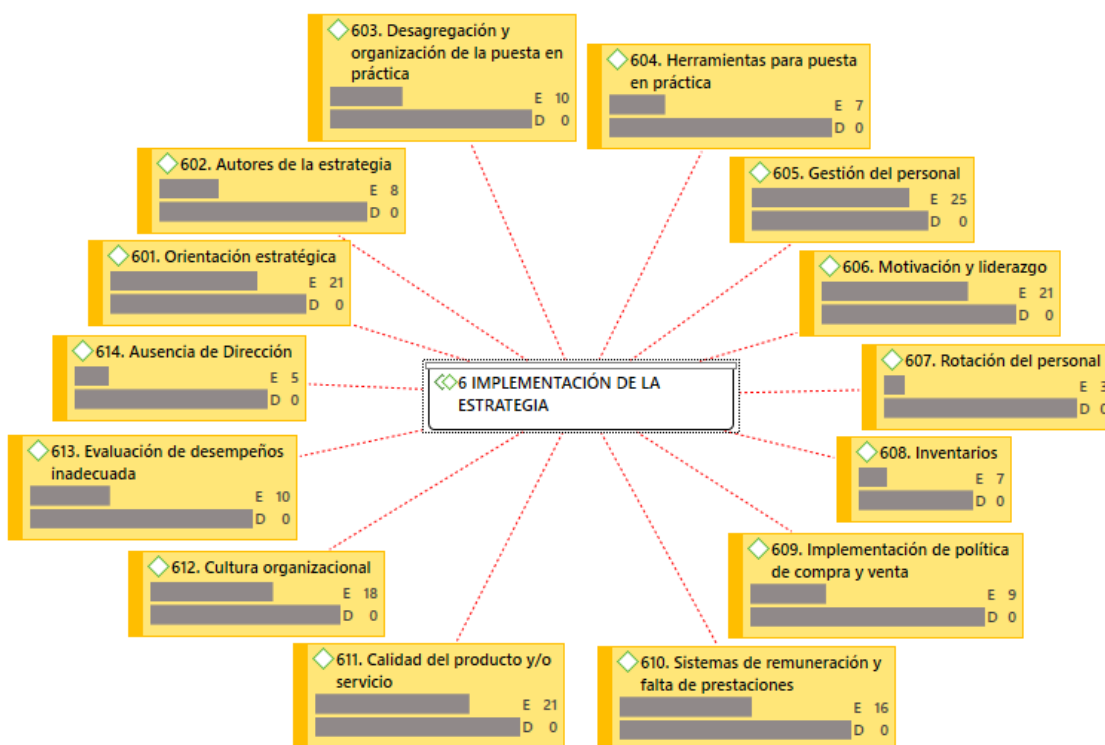 603. Desagregación y
organización de la puesta en
práctica
E 10
D 0
604. Herramientas para puesta
en práctica
E 7
D 0
602. Autores de la estrategia
E 8
D 0
605. Gestión del personal
E 25
D 0
601. Orientación estratégica
E 21
D 0
606. Motivación y liderazgo
E 21
D 0
614. Ausencia de Dirección
E 5
D 0
6 IMPLEMENTACIÓN DE LA
ESTRATEGIA
607. Rotación del personal
E 3
D 0
613. Evaluación de desempeños
inadecuada
E 10
D 0
608. Inventarios
E 7
D 0
612. Cultura organizacional
E 18
D 0
609. Implementación de política
de compra y venta
E 9
D 0
611. Calidad del producto y/o
servicio
E 21
D 0
610. Sistemas de remuneración y
falta de prestaciones
E 16
D 0